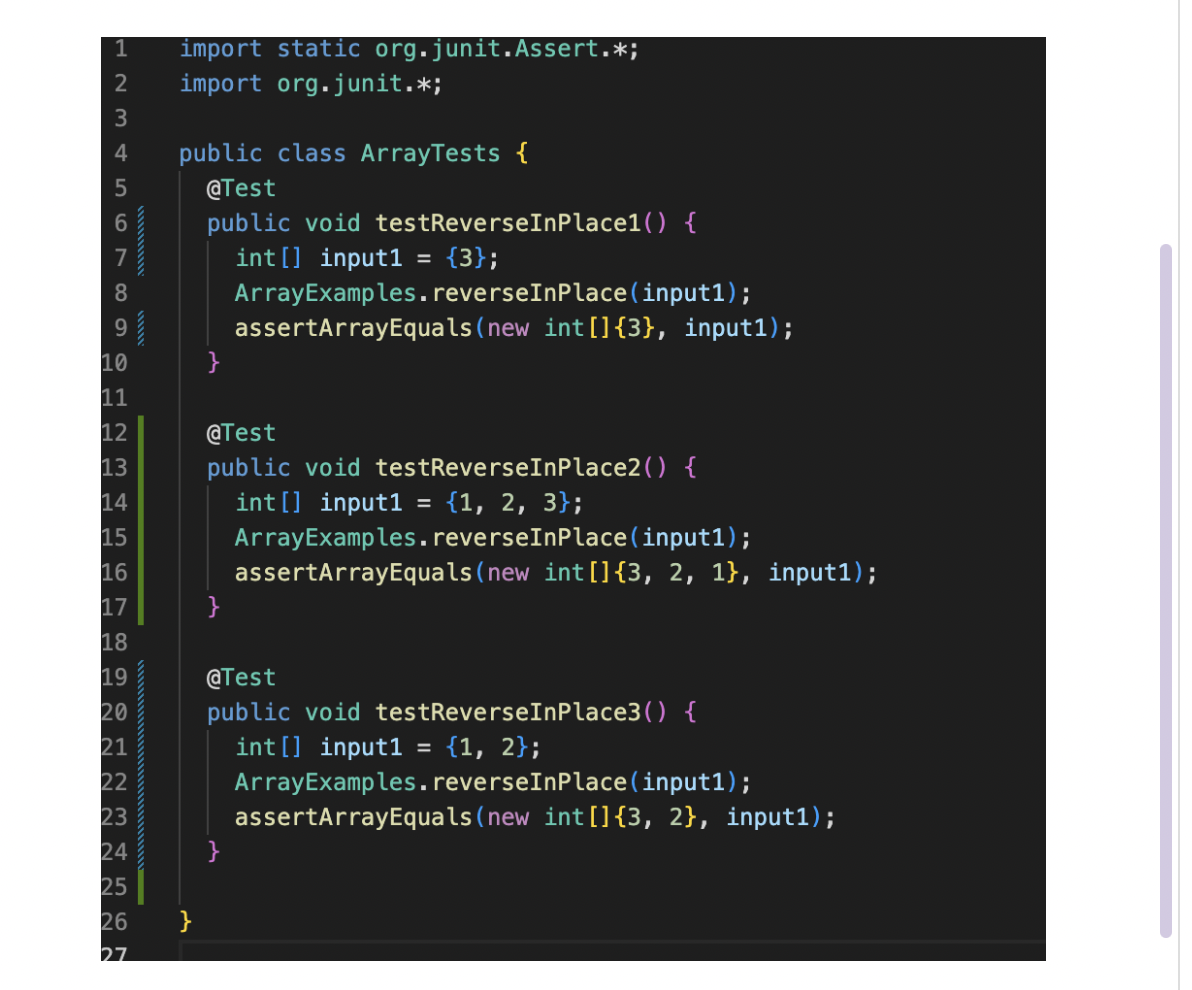 1 import static org.junit.Assert.*;
2 import org.junit.*;
3
4 public class ArrayTests {
5 @Test
6 public void testReverseInPlace1() {
7 int[] input1 = {3};
8 ArrayExamples.reverseInPlace(input1);
9 assertArrayEquals(new int[]{3}, input1);
10 }
11
12 @Test
13 public void testReverseInPlace2() {
14 int[] input1 = {1, 2, 3};
15 ArrayExamples.reverseInPlace(input1);
16 assertArrayEquals(new int[]{3, 2, 1}, input1);
17 }
18
19 @Test
20 public void testReverseInPlace3() {
21 int[] input1 = {1, 2};
22 ArrayExamples.reverseInPlace(input1);
23 assertArrayEquals(new int[]{3, 2}, input1);
24 }
25
26 }
27